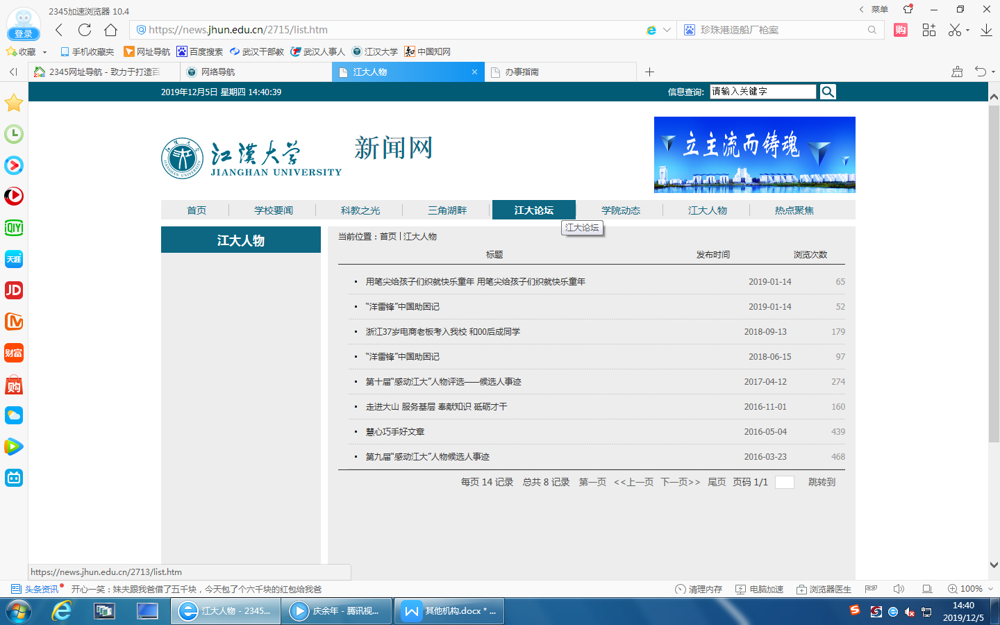 2345加速浏览器 10.4
菜单
登录
https://news.jhun.edu.cn/2715/list.htm
珍珠港造船厂枪案
购
收藏 手机收藏夹 网址导航 百度搜索 武汉干部教 武汉人事人 江汉大学 中国知网
2345网址导航 - 致力于打造百 网络导航 江大人物 办事指南
2019年12月5日 星期四 14:40:39
信息查询: 请输入关键字
江漢大学
JIANGHAN UNIVERSITY
新闻网
立主流而铸魂
首页 学校要闻 科教之光 三角湖畔 江大论坛 学院动态 江大人物 热点聚焦
江大论坛
江大人物
当前位置：首页 | 江大人物
标题 发布时间 浏览次数
用笔尖给孩子们织就快乐童年 用笔尖给孩子们织就快乐童年 2019-01-14 65
“洋雷锋”中国助困记 2019-01-14 52
浙江37岁电商老板考入我校 和00后成同学 2018-09-13 179
“洋雷锋”中国助困记 2018-06-15 97
第十届“感动江大”人物评选——候选人事迹 2017-04-12 274
走进大山 服务基层 奉献知识 砥砺才干 2016-11-01 160
慧心巧手好文章 2016-05-04 439
第九届“感动江大”人物候选人事迹 2016-03-23 468
每页 14 记录 总共 8 记录 第一页 <<上一页 下一页>> 尾页 页码 1/1 跳转到
QIY
天涯
JD
财富
购
https://news.jhun.edu.cn/2713/list.htm
头条资讯 开心一笑：妹夫跟我爸借了五千块，今天包了个六千块的红包给我爸
清理内存 电脑加速 浏览器医生 100%
江大人物 - 2345... 庆余年 - 腾讯视... 其他机构.docx * ...
14:40
2019/12/5